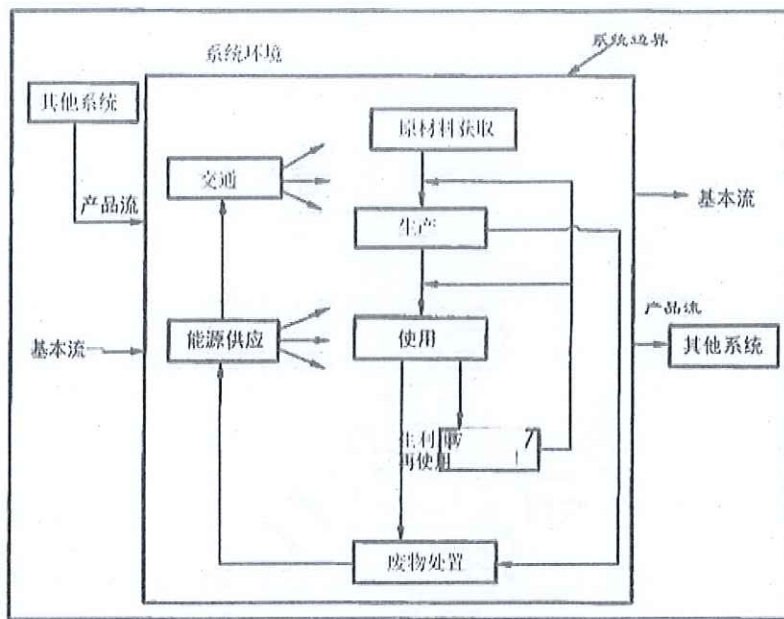 系统环境
系统边界
其他系统
原材料获取
交通
产品流
生产
基本流
产品流
能源供应
使用
基本流
其他系统
生利
再使用
废物处置